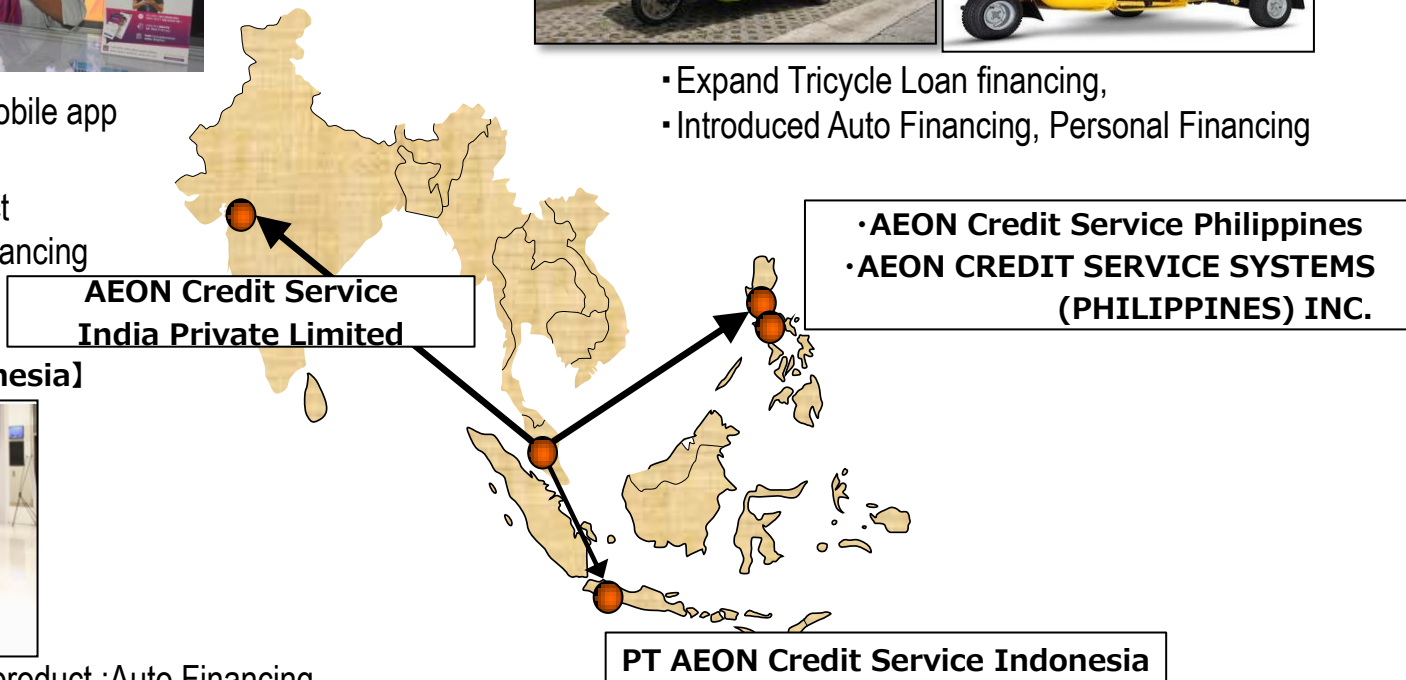 ・Expand Tricycle Loan financing,
・Introduced Auto Financing, Personal Financing
obile app
t
ancing
AEON Credit Service
India Private Limited
・AEON Credit Service Philippines
・AEON CREDIT SERVICE SYSTEMS
(PHILIPPINES) INC.
nesia】
PT AEON Credit Service Indonesia
product :Auto Financing